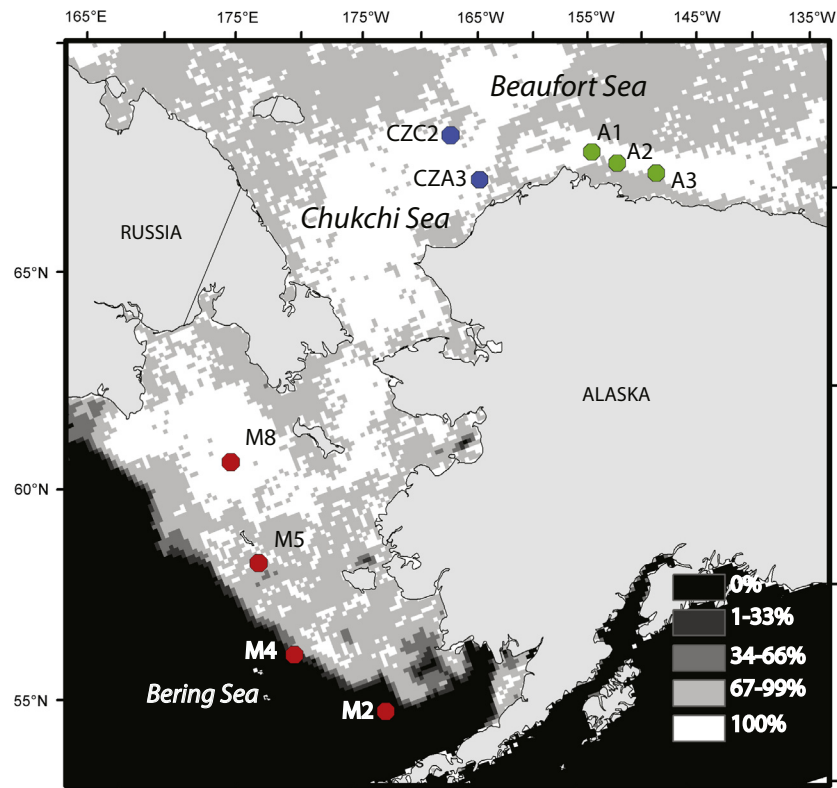 165°E 175°E 175°W 165°W 155°W 145°W 135°W
Beaufort Sea
CZC2 A1
A2
CZA3 A3
Chukchi Sea
RUSSIA
65°N
ALASKA
M8
60°N
M5
0%
1-33%
M4 34-66%
Bering Sea 67-99%
55°N M2
100%